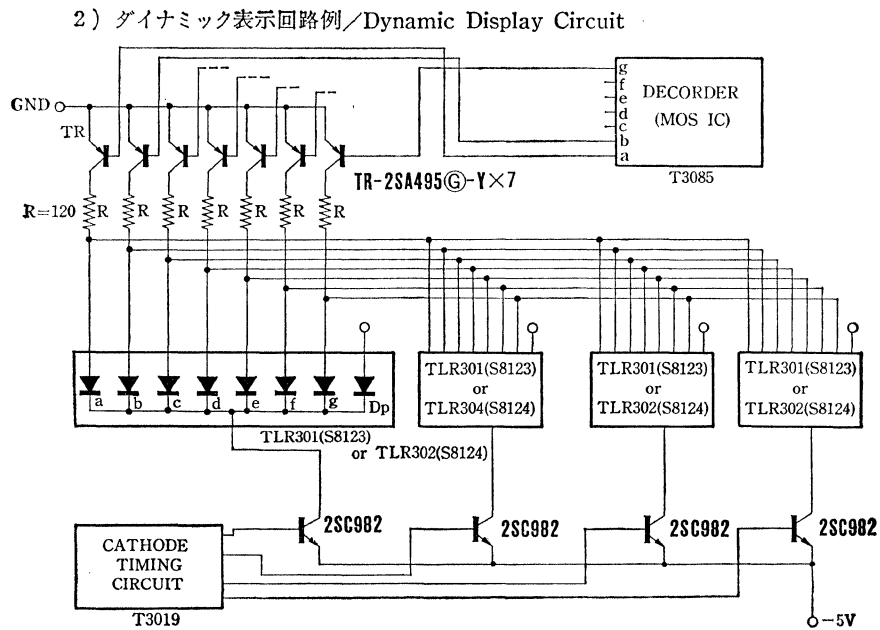 2) ダイナミック表示回路例/Dynamic Display Circuit
GND
TR
g
f
e
d
c
b
a
DECORDER
(MOS IC)
T3085
TR-2SA495Ⓖ-Y×7
R=120
R
R
R
R
R
R
R
a
b
c
d
e
f
g
Dp
TLR301(S8123)
or TLR302(S8124)
TLR301(S8123)
or
TLR304(S8124)
TLR301(S8123)
or
TLR302(S8124)
TLR301(S8123)
or
TLR302(S8124)
2SC982
2SC982
2SC982
2SC982
CATHODE
TIMING
CIRCUIT
T3019
-5V